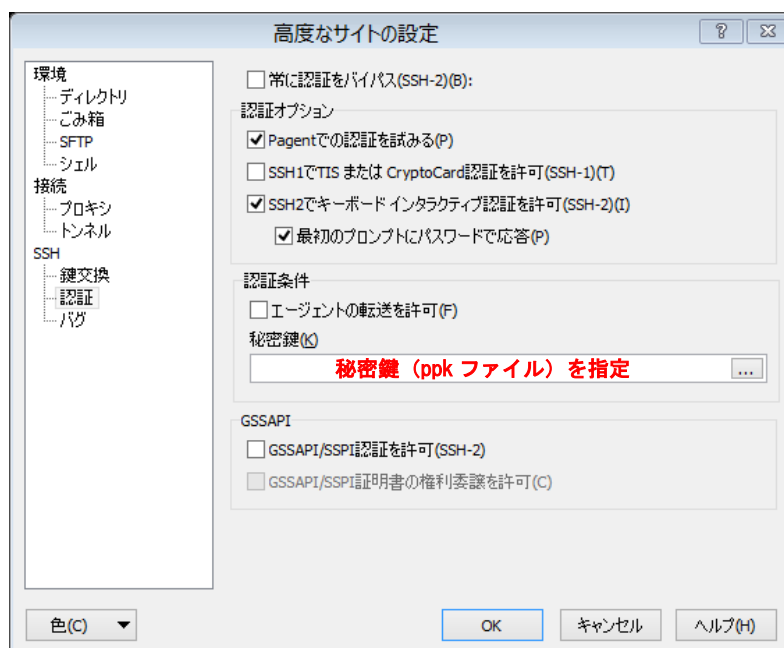 高度なサイトの設定
環境
ディレクトリ
ごみ箱
SFTP
シェル
接続
プロキシ
トンネル
SSH
鍵交換
認証
バグ
常に認証をバイパス(SSH-2)(B):
認証オプション
Pagentでの認証を試みる(P)
SSH1でTIS または CryptoCard認証を許可(SSH-1)(T)
SSH2でキーボード インタラクティブ認証を許可(SSH-2)(I)
最初のプロンプトにパスワードで応答(P)
認証条件
エージェントの転送を許可(F)
秘密鍵(K)
秘密鍵（ppk ファイル）を指定
...
GSSAPI
GSSAPI/SSPI認証を許可(SSH-2)
GSSAPI/SSPI証明書の権利委譲を許可(C)
色(C)
OK
キャンセル
ヘルプ(H)